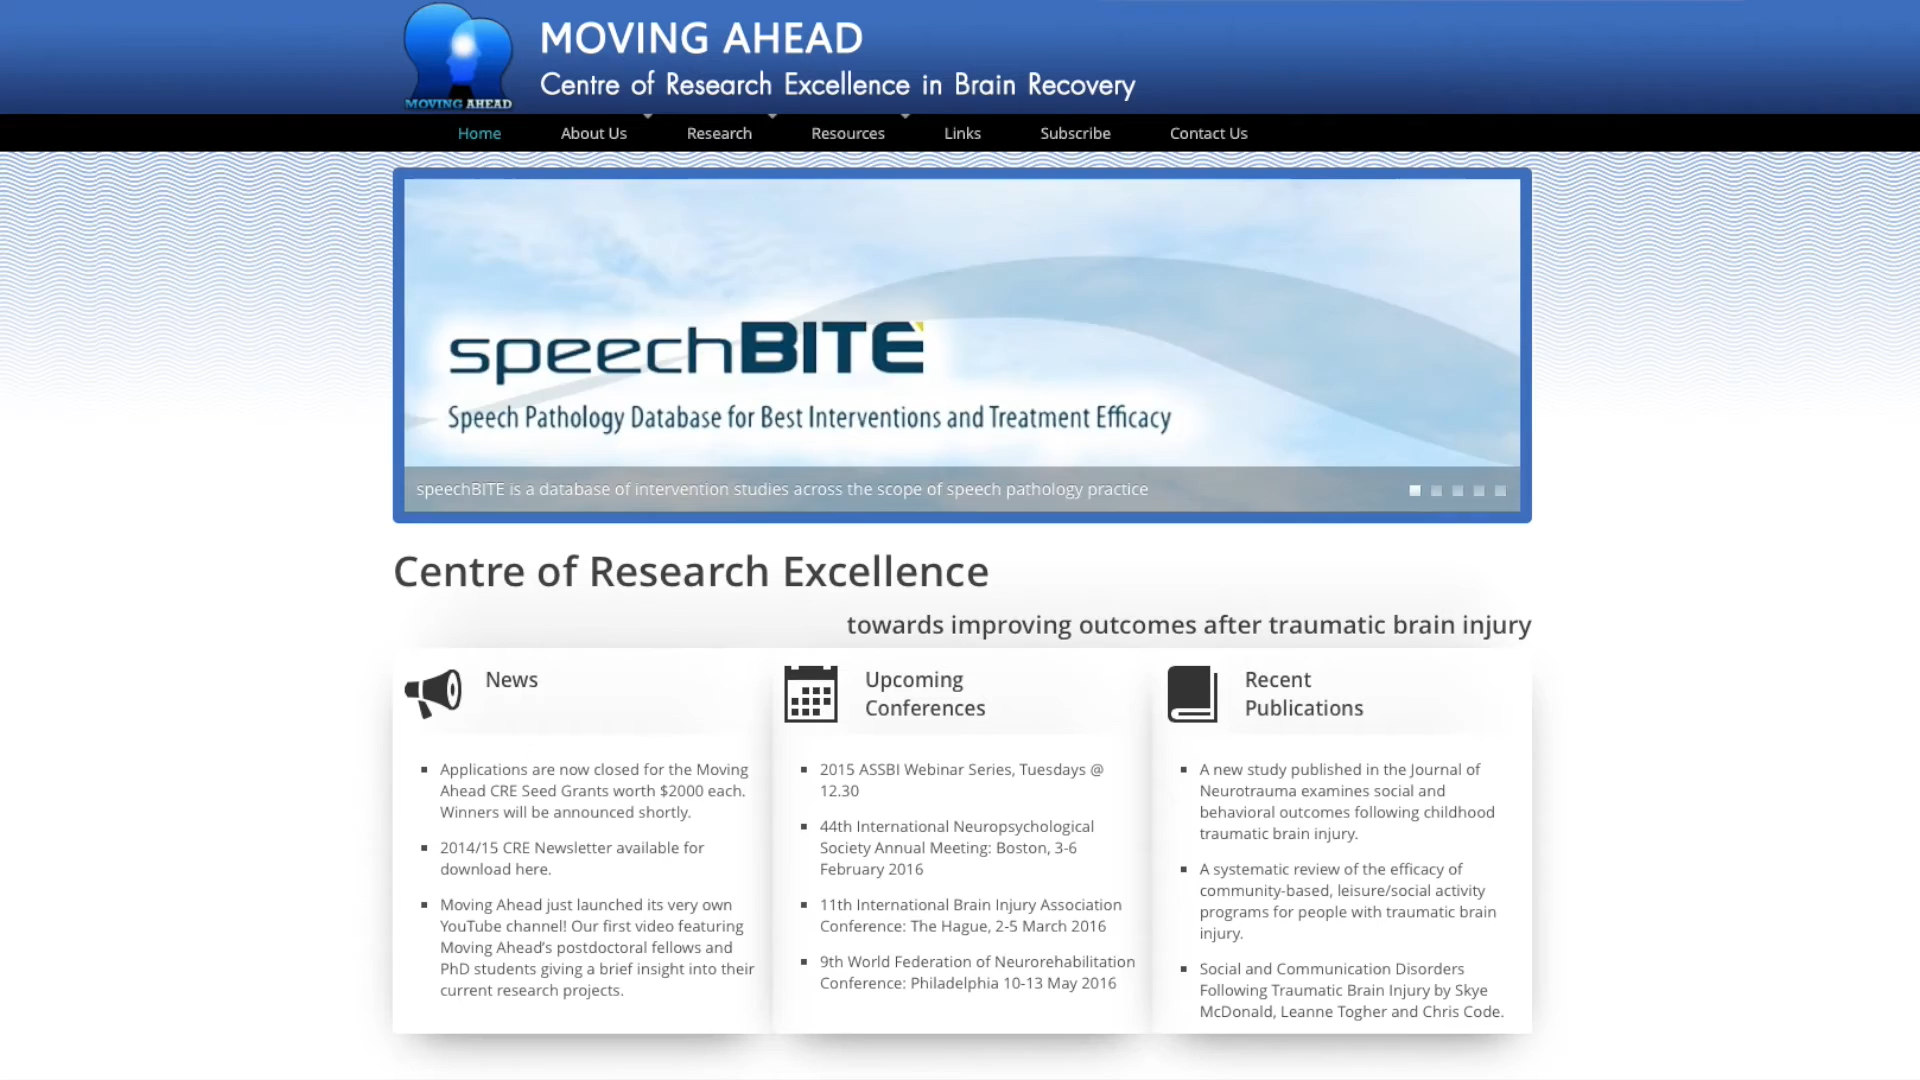 MOVING AHEAD
Centre of Research Excellence in Brain Recovery
MOVING AHEAD
Home
About Us
Research
Resources
Links
Subscribe
Contact Us
speechBITE
Speech Pathology Database for Best Interventions and Treatment Efficacy
speechBITE is a database of intervention studies across the scope of speech pathology practice
Centre of Research Excellence
towards improving outcomes after traumatic brain injury
News
Applications are now closed for the Moving
Ahead CRE Seed Grants worth $2000 each.
Winners will be announced shortly.
2014/15 CRE Newsletter available for
download here.
Moving Ahead just launched its very own
YouTube channel! Our first video featuring
Moving Ahead’s postdoctoral fellows and
PhD students giving a brief insight into their
current research projects.
Upcoming
Conferences
2015 ASSBI Webinar Series, Tuesdays @
12.30
44th International Neuropsychological
Society Annual Meeting: Boston, 3-6
February 2016
11th International Brain Injury Association
Conference: The Hague, 2-5 March 2016
9th World Federation of Neurorehabilitation
Conference: Philadelphia 10-13 May 2016
Recent
Publications
A new study published in the Journal of
Neurotrauma examines social and
behavioral outcomes following childhood
traumatic brain injury.
A systematic review of the efficacy of
community-based, leisure/social activity
programs for people with traumatic brain
injury.
Social and Communication Disorders
Following Traumatic Brain Injury by Skye
McDonald, Leanne Togher and Chris Code.